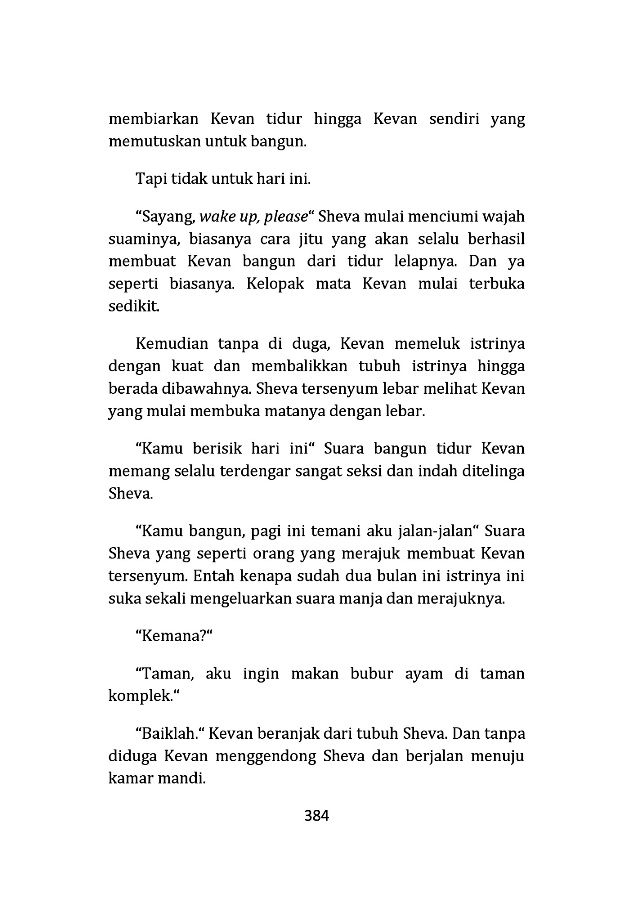 membiarkan Kevan tidur hingga Kevan sendiri yang
memutuskan untuk bangun.
Tapi tidak untuk hari ini.
“Sayang, wake up, please“ Sheva mulai menciumi wajah
suaminya, biasanya cara jitu yang akan selalu berhasil
membuat Kevan bangun dari tidur lelapnya. Dan ya
seperti biasanya. Kelopak mata Kevan mulai terbuka
sedikit.
Kemudian tanpa di duga, Kevan memeluk istrinya
dengan kuat dan membalikkan tubuh istrinya hingga
berada dibawahnya. Sheva tersenyum lebar melihat Kevan
yang mulai membuka matanya dengan lebar.
“Kamu berisik hari ini“ Suara bangun tidur Kevan
memang selalu terdengar sangat seksi dan indah ditelinga
Sheva.
“Kamu bangun, pagi ini temani aku jalan-jalan“ Suara
Sheva yang seperti orang yang merajuk membuat Kevan
tersenyum. Entah kenapa sudah dua bulan ini istrinya ini
suka sekali mengeluarkan suara manja dan merajuknya.
“Kemana?“
“Taman, aku ingin makan bubur ayam di taman
komplek.“
“Baiklah.“ Kevan beranjak dari tubuh Sheva. Dan tanpa
diduga Kevan menggendong Sheva dan berjalan menuju
kamar mandi.
384